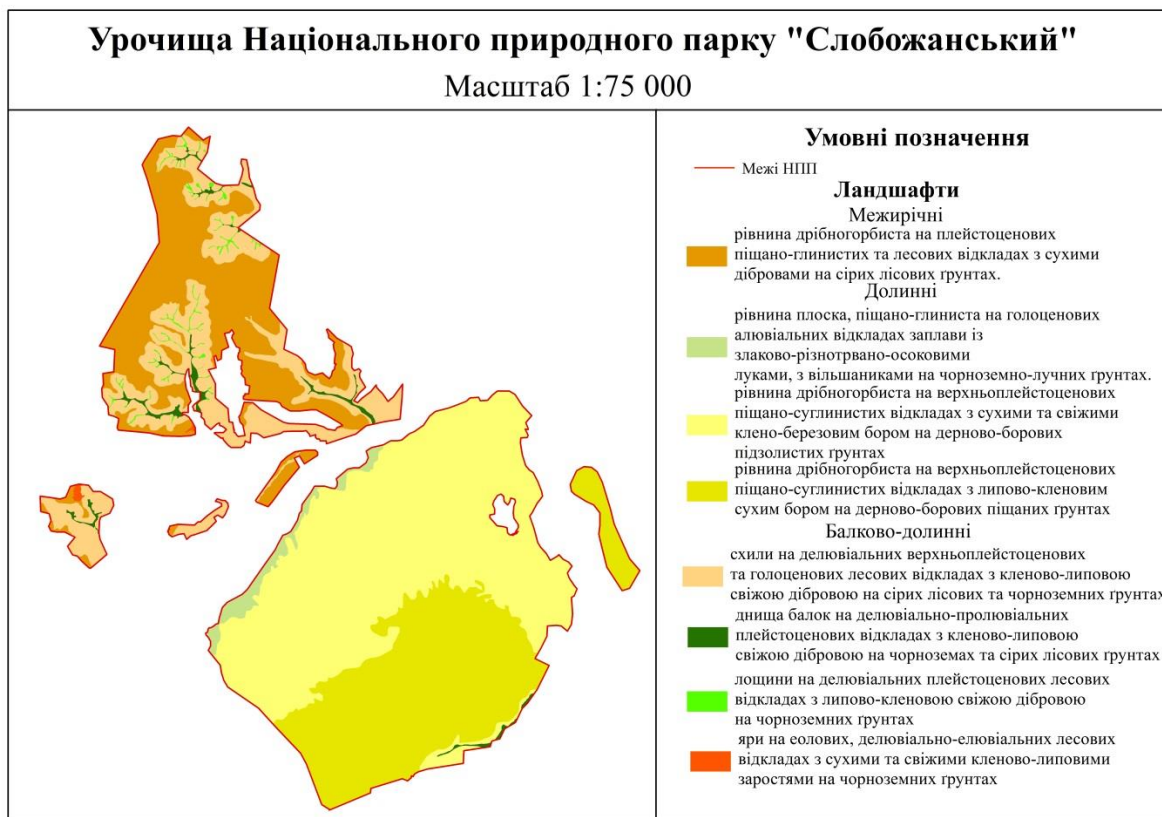 Урочища Національного природного парку "Слобожанський"
Масштаб 1:75 000
Умовні позначення
Межі НПП
Ландшафти
Межирічні
рівнина дрібногорбиста на плейстоценових
піщано-глинистих та лесових відкладах з сухими
дібровами на сірих лісових ґрунтах.
Долинні
рівнина плоска, піщано-глиниста на голоценових
алювіальних відкладах заплави із
злаково-різнотрвано-осоковими
луками, з вільшаниками на чорноземно-лучних ґрунтах.
рівнина дрібногорбиста на верхньоплейстоценових
піщано-суглинистих відкладах з сухими та свіжими
клено-березовим бором на дерново-борових
підзолистих ґрунтах
рівнина дрібногорбиста на верхньоплейстоценових
піщано-суглинистих відкладах з липово-кленовим
сухим бором на дерново-борових піщаних ґрунтах
Балково-долинні
схили на делювіальних верхньоплейстоценових
та голоценових лесових відкладах з кленово-липовою
свіжою дібровою на сірих лісових та чорноземних ґрунтах
днища балок на делювіально-пролювіальних
плейстоценових відкладах з кленово-липовою
свіжою дібровою на чорноземах та сірих лісових ґрунтах
лощини на делювіальних плейстоценових лесових
відкладах з липово-кленовою свіжою дібровою
на чорноземних ґрунтах
яри на еолових, делювіально-елювіальних лесових
відкладах з сухими та свіжими кленово-липовими
заростями на чорноземних ґрунтах